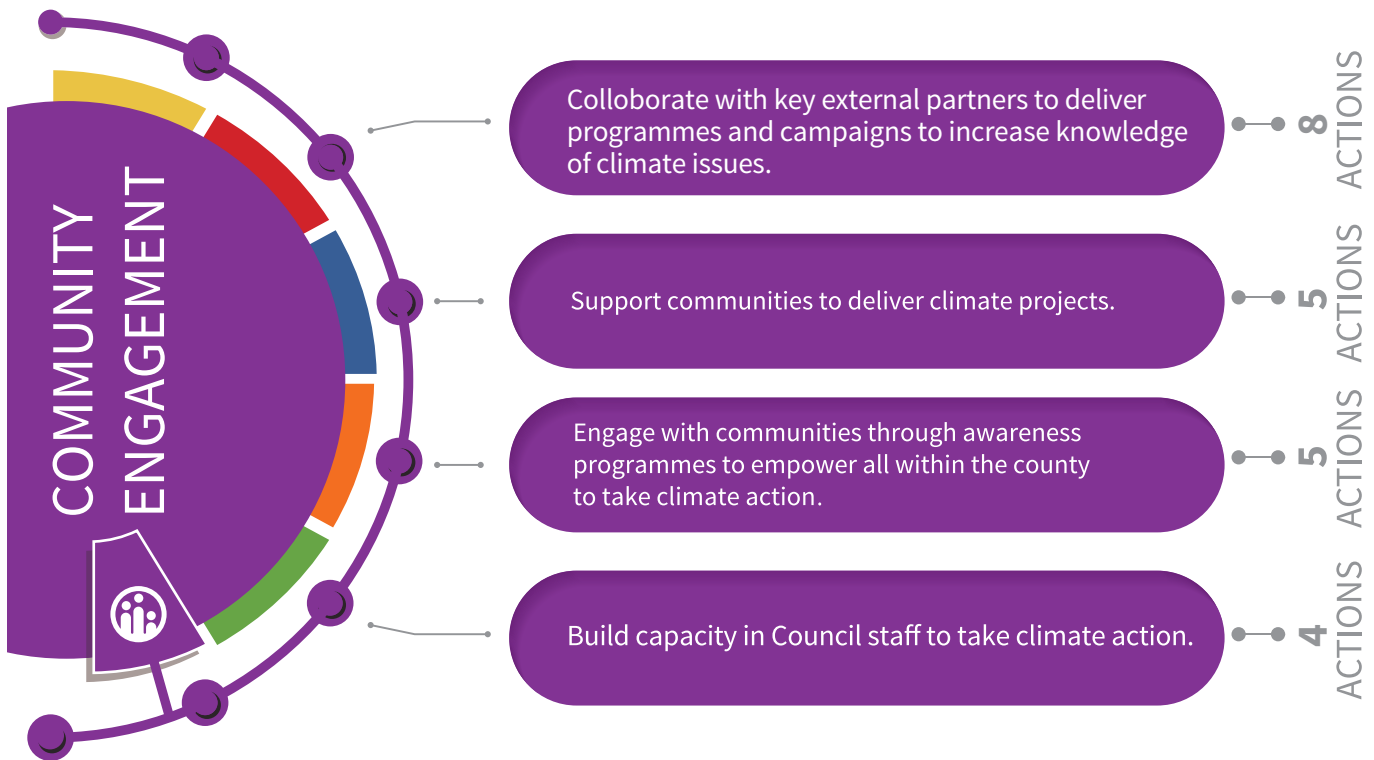 COMMUNITY
ENGAGEMENT
Colloborate with key external partners to deliver
programmes and campaigns to increase knowledge
of climate issues.
8
ACTIONS
Support communities to deliver climate projects.
5
ACTIONS
Engage with communities through awareness
programmes to empower all within the county
to take climate action.
5
ACTIONS
Build capacity in Council staff to take climate action.
4
ACTIONS